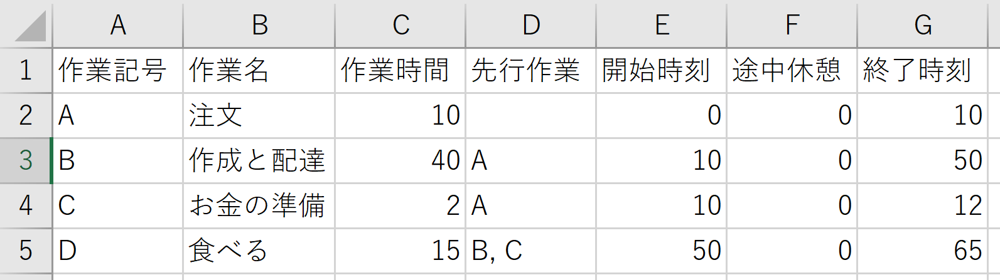 A B C D E F G
1 作業記号 作業名 作業時間 先行作業 開始時刻 途中休憩 終了時刻
2 A 注文 10 0 0 10
3 B 作成と配達 40 A 10 0 50
4 C お金の準備 2 A 10 0 12
5 D 食べる 15 B, C 50 0 65